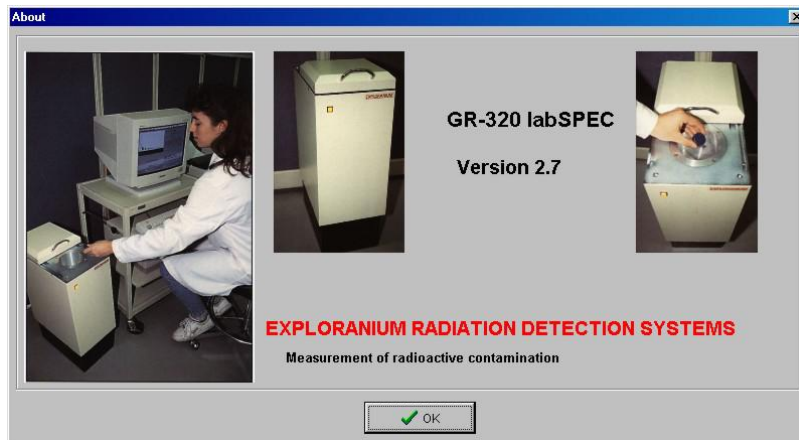 About
GR-320 labSPEC
Version 2.7
EXPLORANIUM RADIATION DETECTION SYSTEMS
Measurement of radioactive contamination
OK